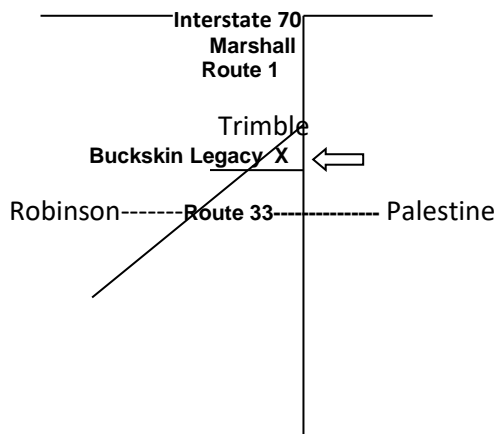 Interstate 70
Marshall
Route 1
Trimble
Buckskin Legacy X
Robinson-------Route 33-------------- Palestine